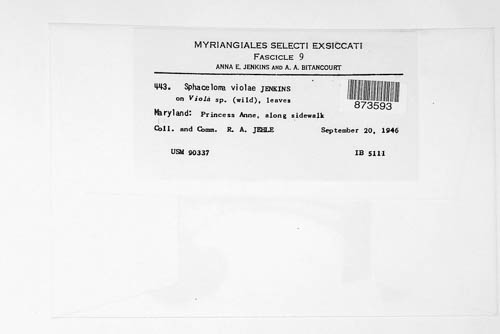 MYRIANGIALES SELECTI EXSICCATI
FASCICLE 9
ANNA E. JENKINS AND A. A. BITANCOURT
443. Sphaceloma violae JENKINS
on Viola sp. (wild), leaves
873593
Maryland: Princess Anne, along sidewalk
Coll. and Comm. R. A. JEHLE September 20, 1946
USM 90337 IB 5111